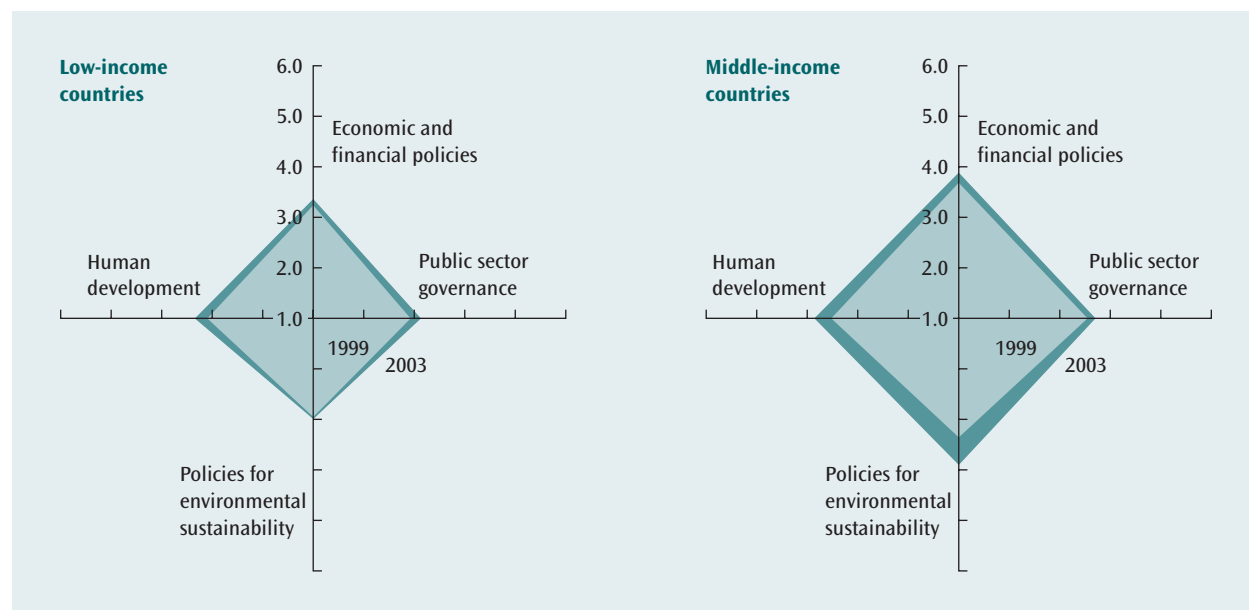 Low-income
countries
6.0
5.0
Economic and
financial policies
4.0
3.0
Human
development
2.0
Public sector
governance
1.0
1999
2003
Policies for
environmental
sustainability
Middle-income
countries
6.0
5.0
Economic and
financial policies
4.0
3.0
Human
development
2.0
Public sector
governance
1.0
1999
2003
Policies for
environmental
sustainability